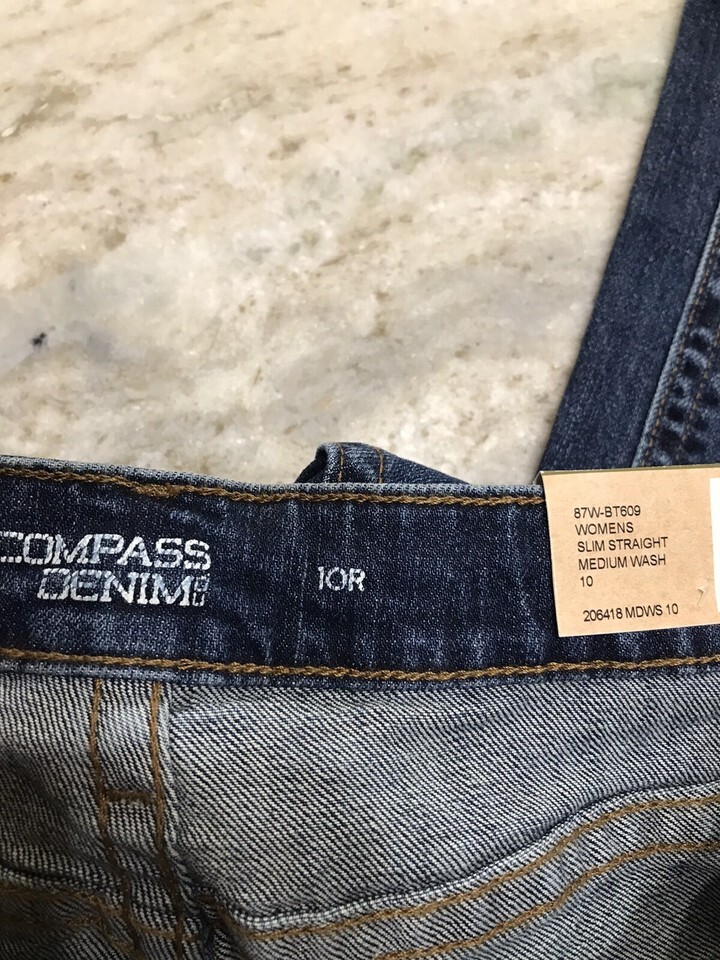 COMPASS
DENIM
10R
87W-BT609
WOMENS
SLIM STRAIGHT
MEDIUM WASH
10
206418 MDWS 10